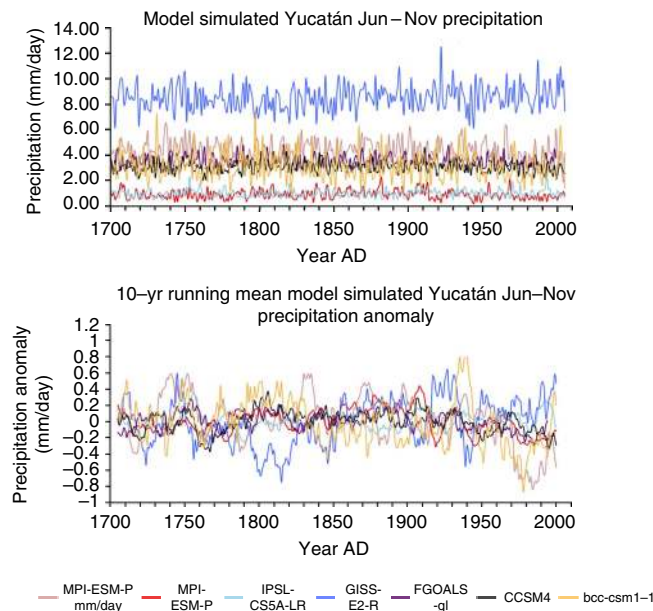 Model simulated Yucatán Jun–Nov precipitation
Precipitation (mm/day)
14.00
12.00
10.00
8.00
6.00
4.00
2.00
0.00
1700
1750
1800
1850
1900
1950
2000
Year AD
10–yr running mean model simulated Yucatán Jun–Nov
precipitation anomaly
Precipitation anomaly
(mm/day)
1.2
1
0.8
0.6
0.4
0.2
0
−0.2
−0.4
−0.6
−0.8
−1
1700
1750
1800
1850
1900
1950
2000
Year AD
MPI-ESM-P
mm/day
MPI-
ESM-P
IPSL-
CS5A-LR
GISS-
E2-R
FGOALS
-gl
CCSM4
bcc-csm1–1